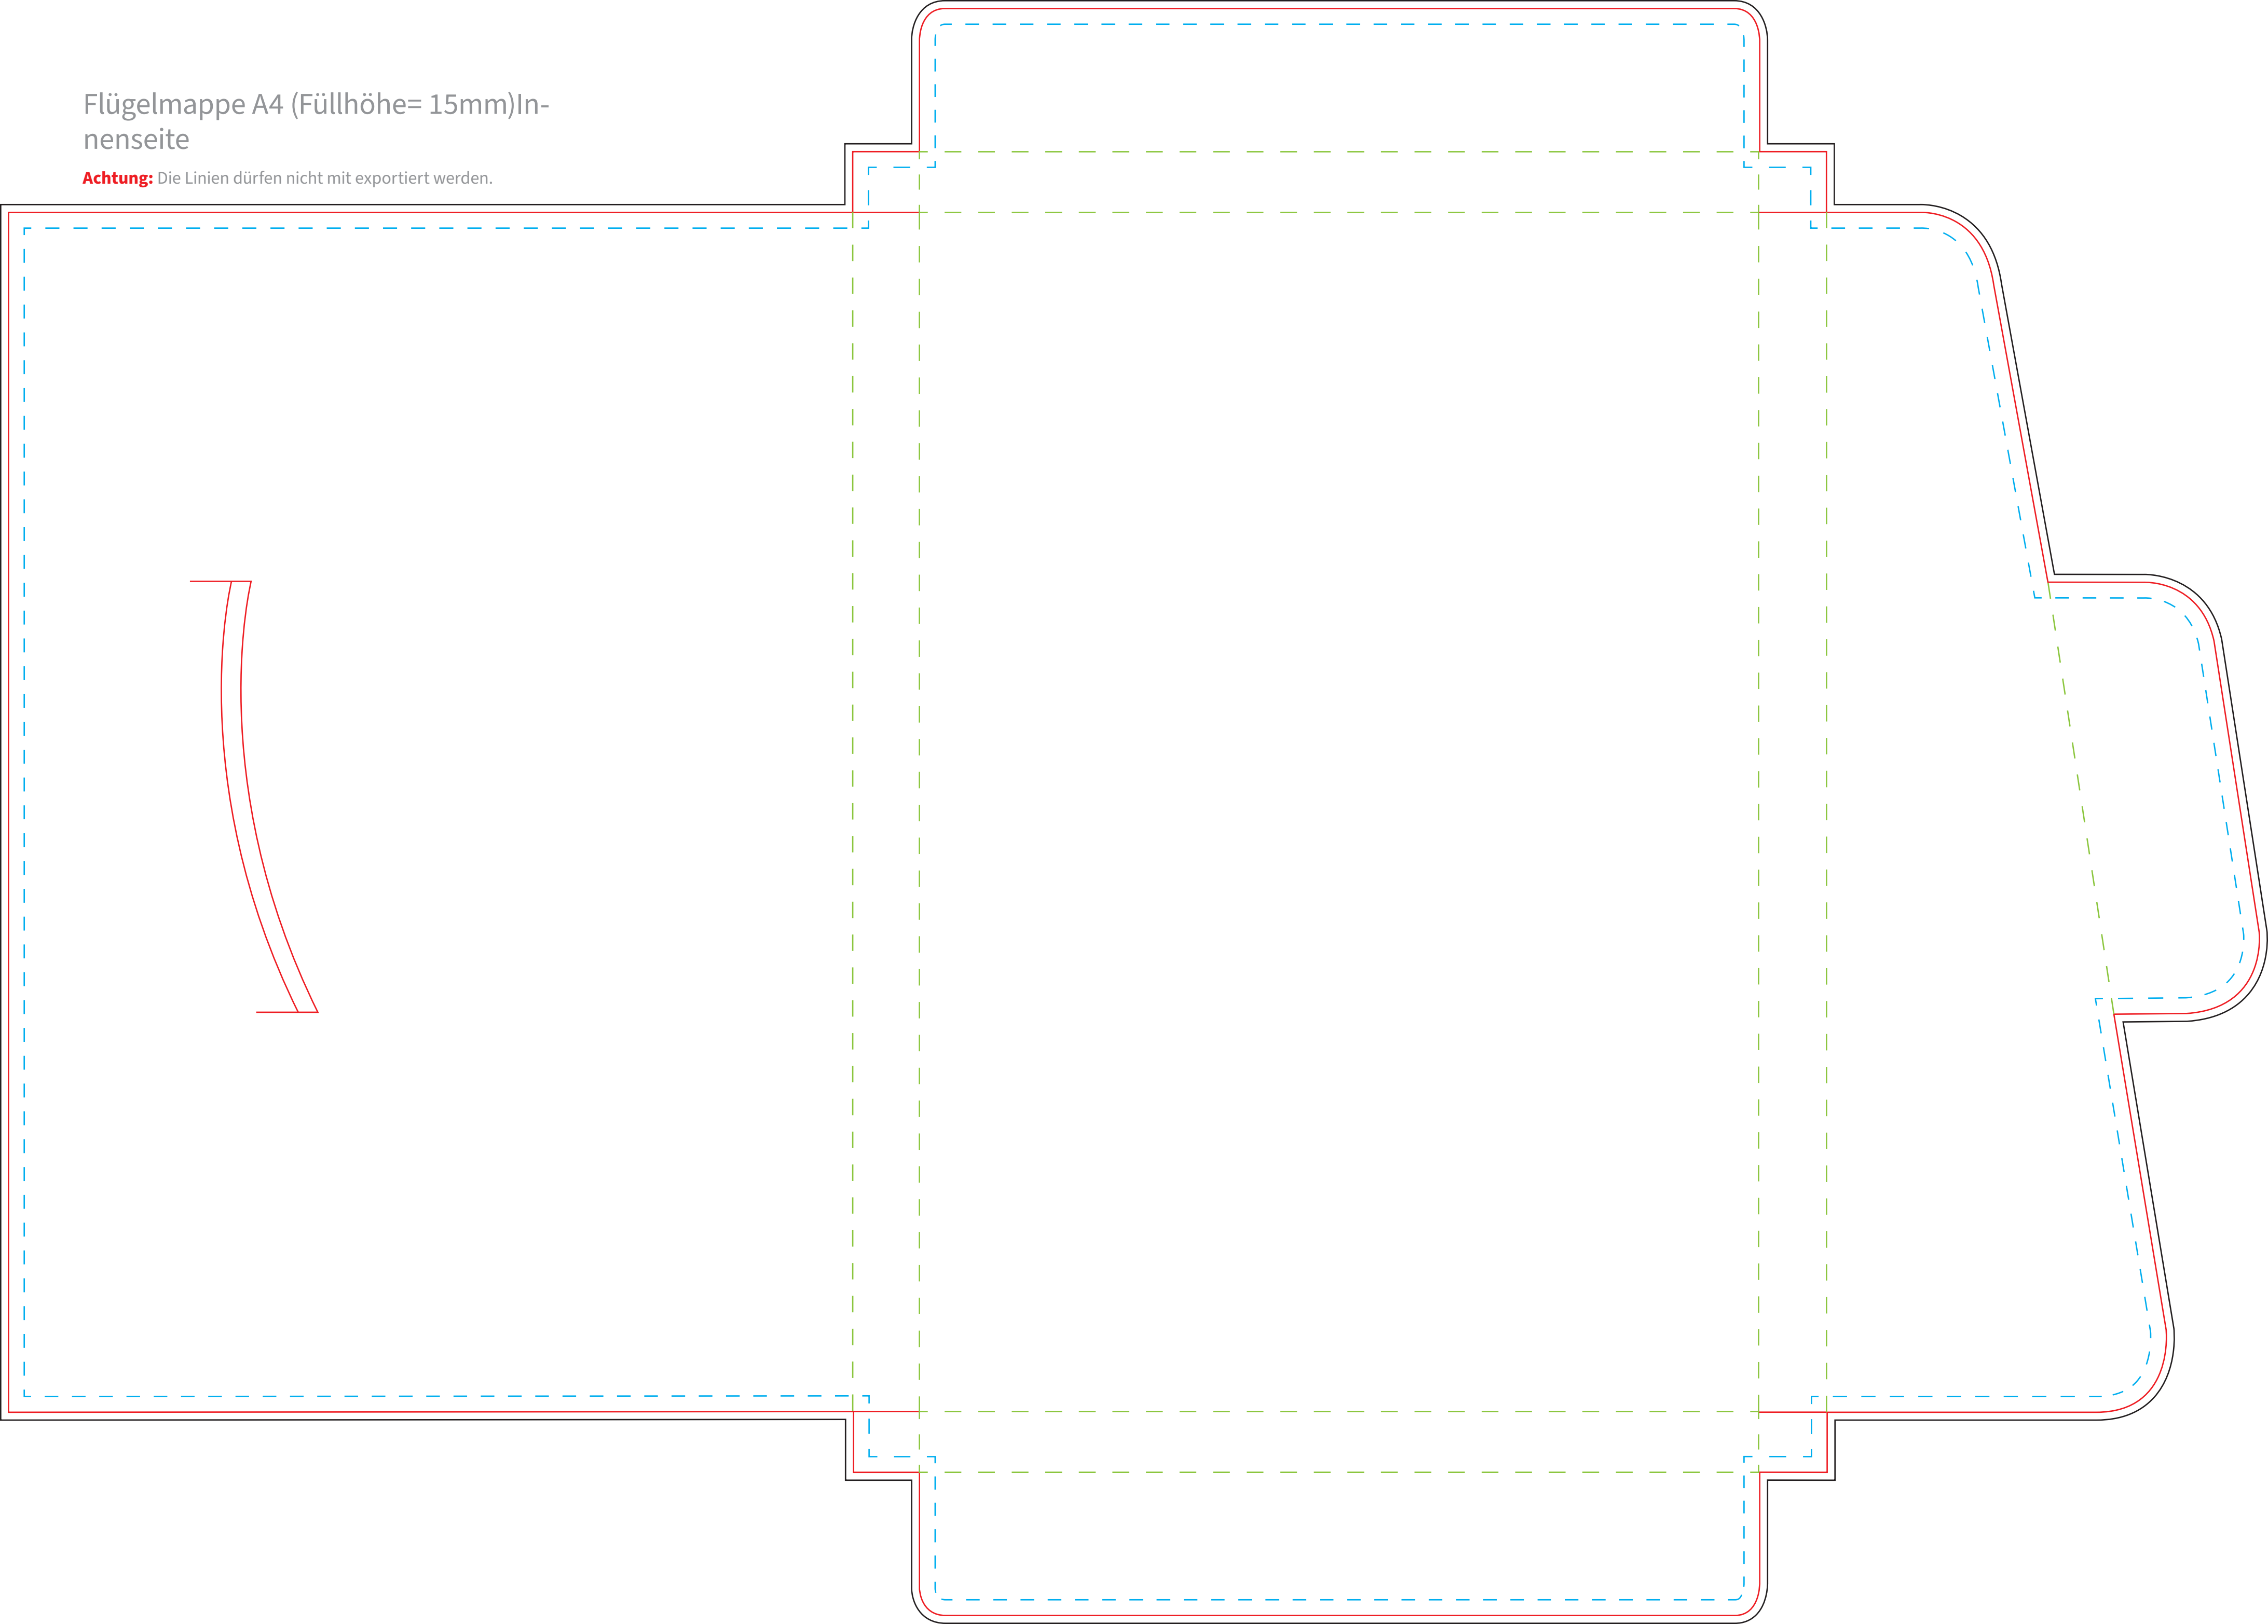 Flügelmappe A4 (Füllhöhe= 15mm)In-
nenseite
Achtung: Die Linien dürfen nicht mit exportiert werden.